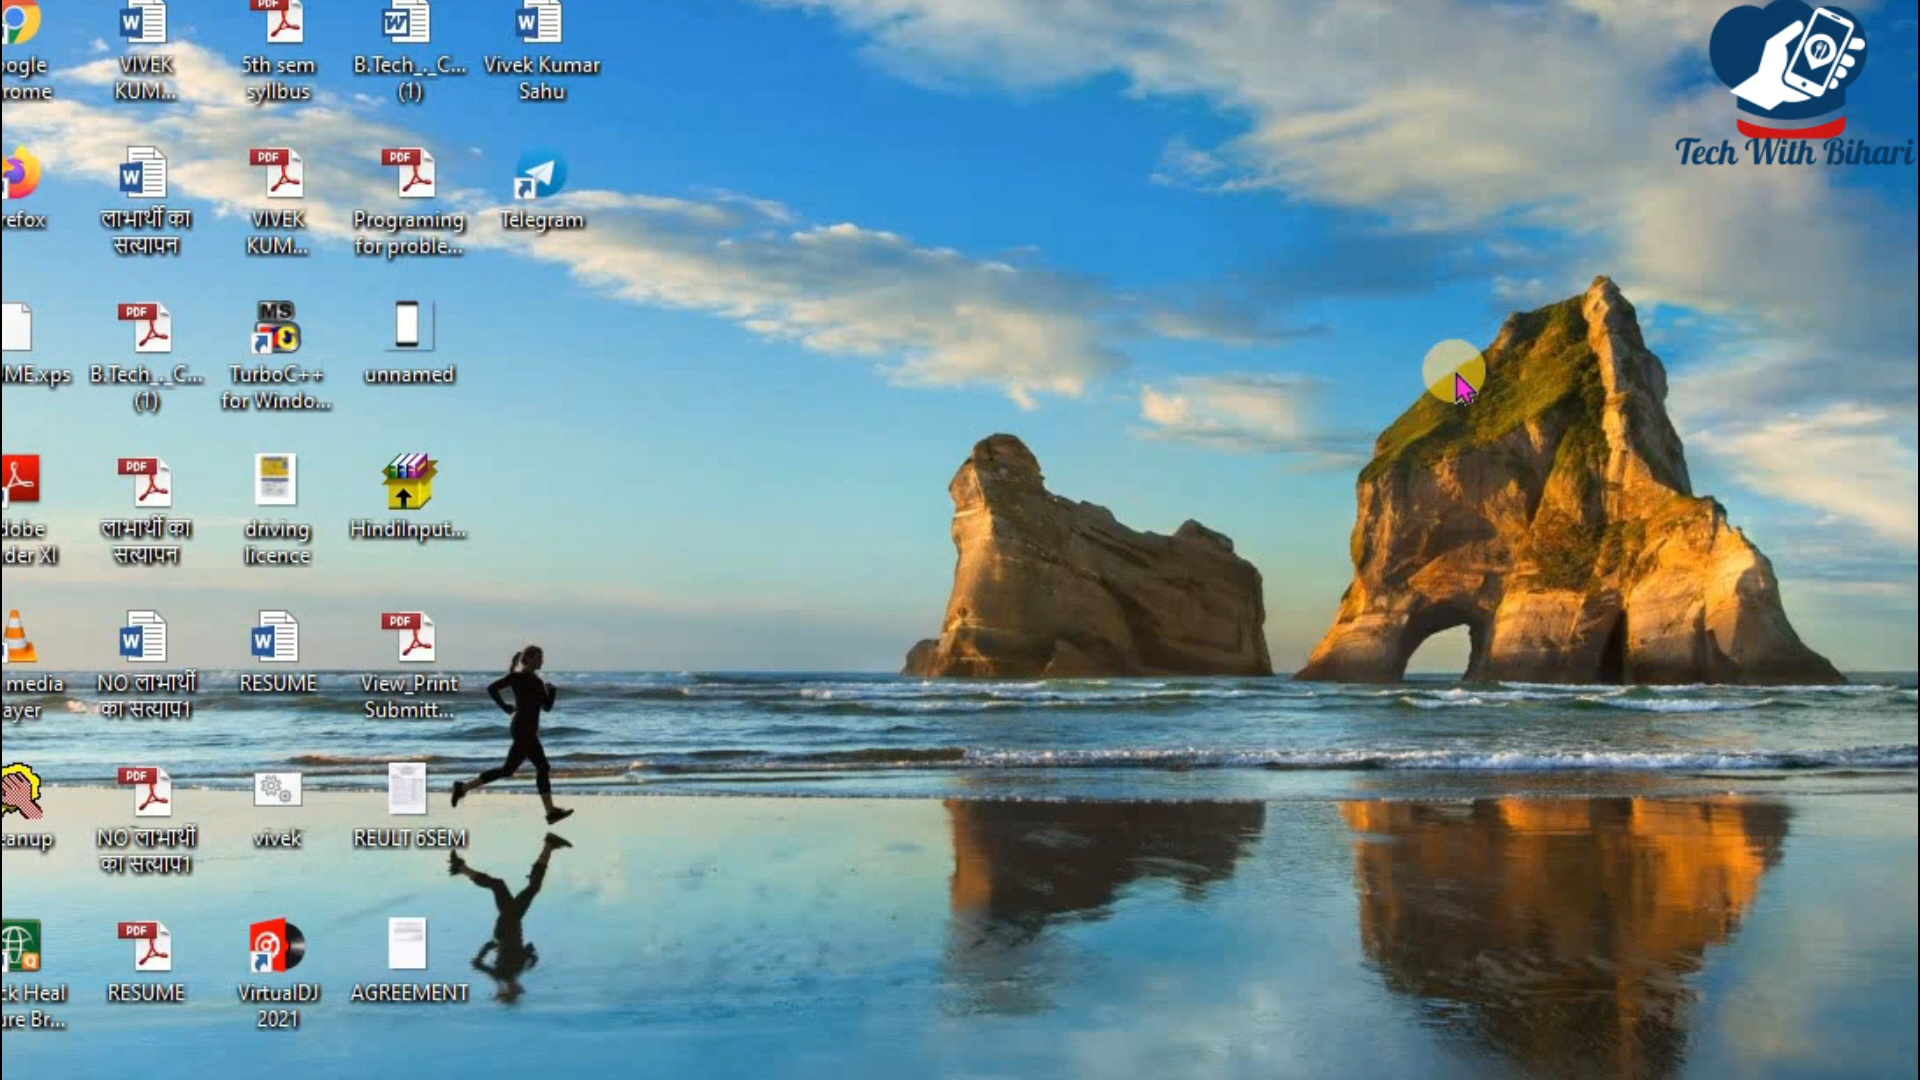 ogle
rome
VIVEK
KUM...
5th sem
syllbus
B.Tech_._C...
(1)
Vivek Kumar
Sahu
Tech With Bihari
refox
लाभार्थी का
सत्यापन
VIVEK
KUM...
Programing
for proble...
Telegram
ME.xps
B.Tech_._C...
(1)
TurboC++
for Windo...
unnamed
dobe
der XI
लाभार्थी का
सत्यापन
driving
licence
HindiInput...
media
ayer
NO लाभार्थी
का सत्याप1
RESUME
View_Print
Submitt...
eanup
NO लाभार्थी
का सत्याप1
vivek
REULT 6SEM
ck Heal
ure Br...
RESUME
VirtualDJ
2021
AGREEMENT